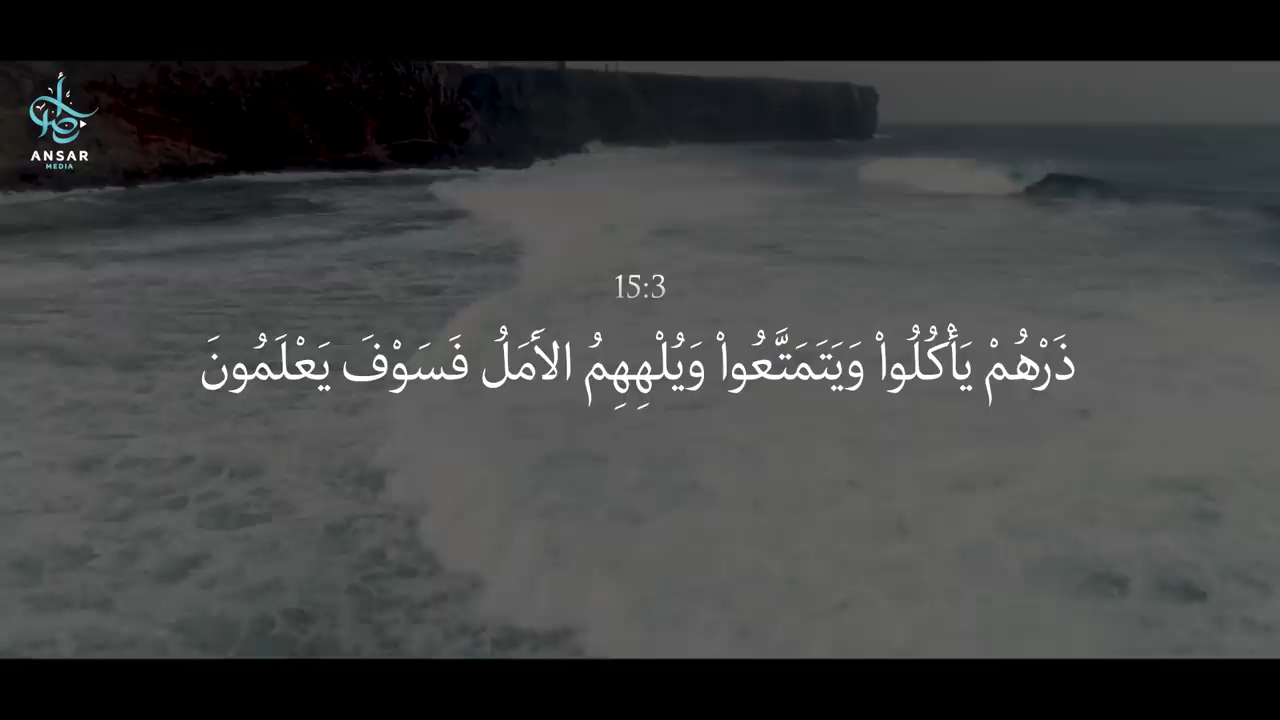 ANSAR
MEDIA
15:3
ذَرْهُمْ يَأْكُلُواْ وَيَتَمَتَّعُواْ وَيُلْهِهِمُ الأَمَلُ فَسَوْفَ يَعْلَمُونَ